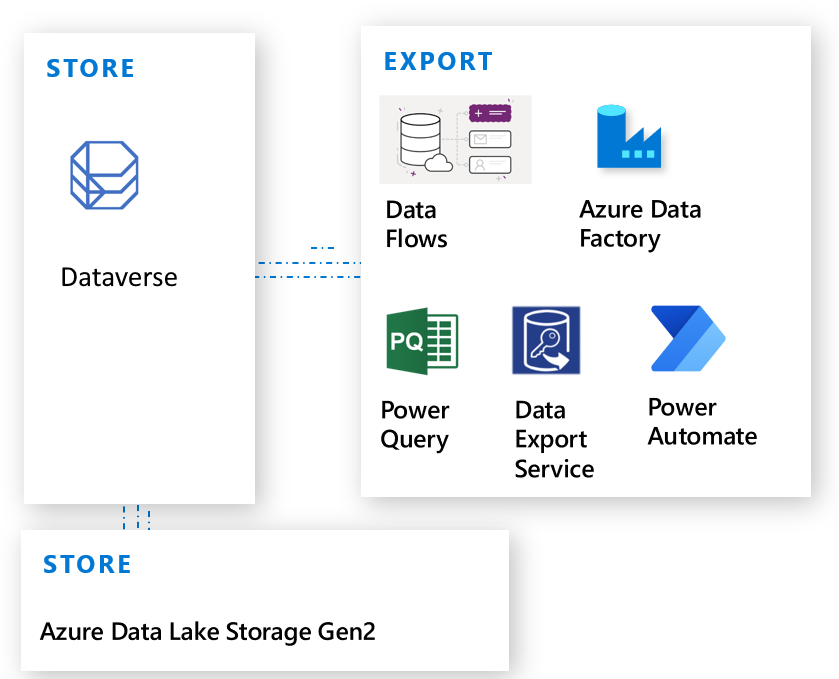 STORE
Dataverse
EXPORT
Data
Flows
Azure Data
Factory
PQ
Power
Query
Data
Export
Service
Power
Automate
STORE
Azure Data Lake Storage Gen2